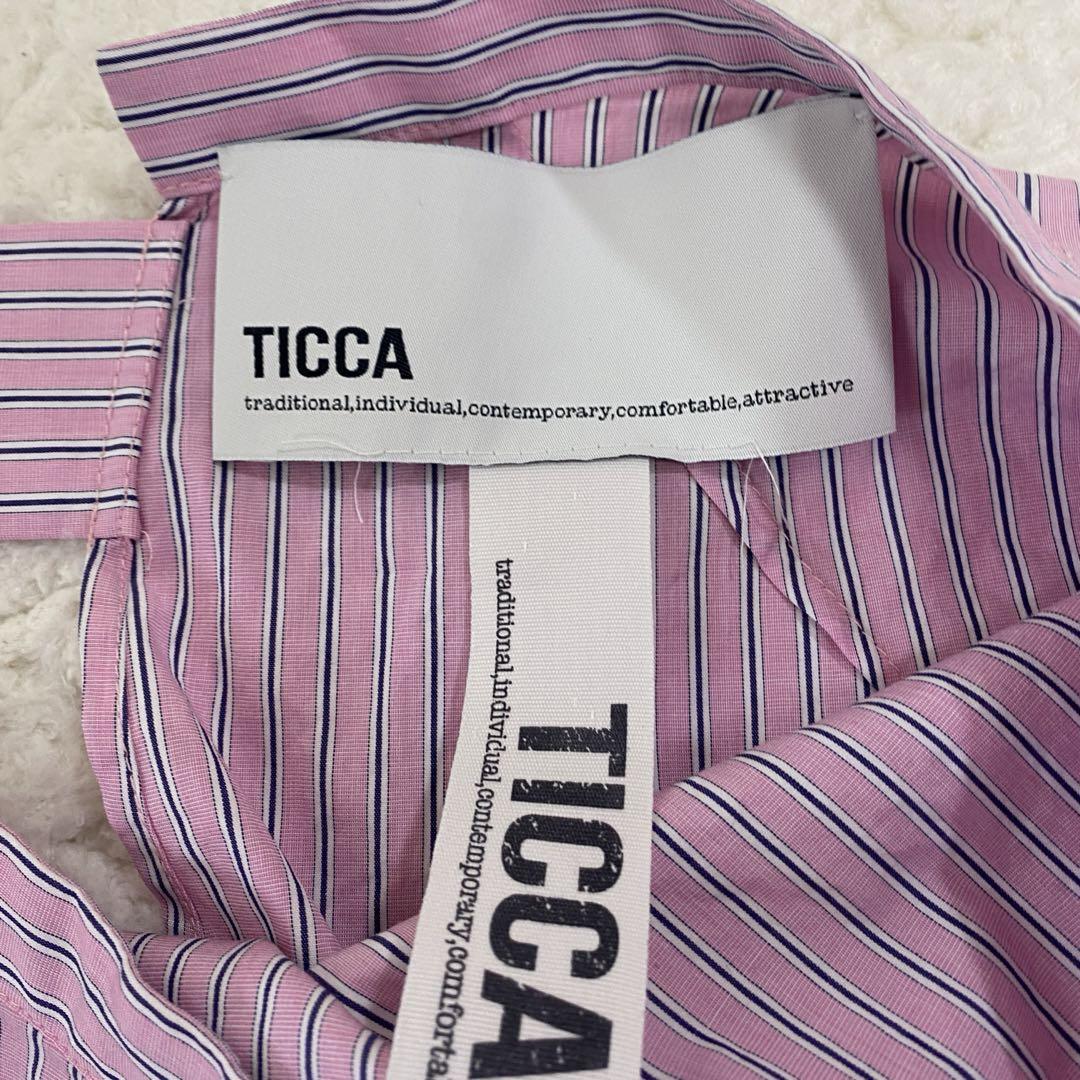 TICCA
traditional,individual,contemporary,comfortable,attractive
TICCA
traditional,individual,contemporary,comforta